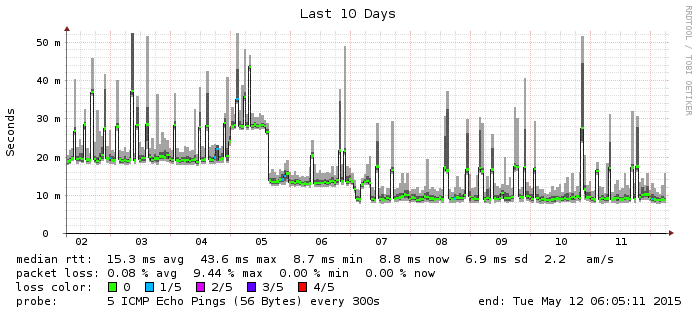 Last 10 Days
RRDTOOL / TOBI OETIKER
Seconds
50 m
40 m
30 m
20 m
10 m
0
02 03 04 05 06 07 08 09 10 11
median rtt: 15.3 ms avg 43.6 ms max 8.7 ms min 8.8 ms now 6.9 ms sd 2.2 am/s
packet loss: 0.08 % avg 9.44 % max 0.00 % min 0.00 % now
loss color: 0 1/5 2/5 3/5 4/5
probe: 5 ICMP Echo Pings (56 Bytes) every 300s end: Tue May 12 06:05:11 2015